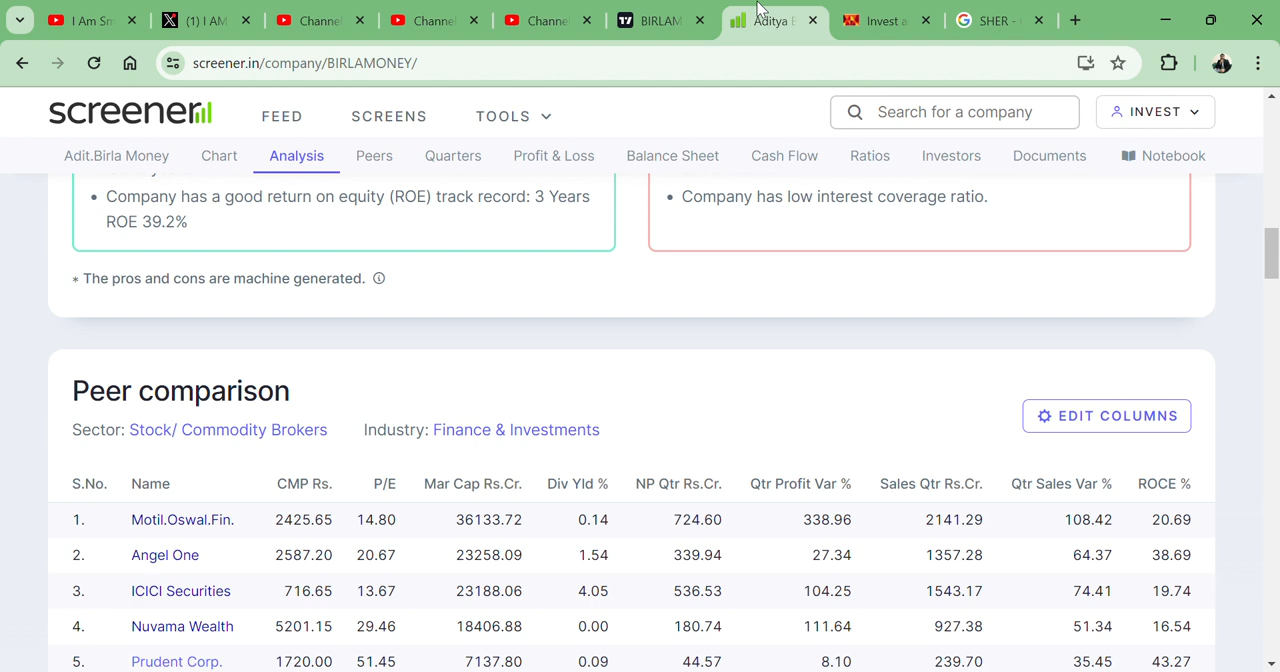 I Am Sm
(1) I AM
Channel
Channel
Channel
BIRLAM
Aditya B
Invest a
SHER -
screener.in/company/BIRLAMONEY/
screener
FEED
SCREENS
TOOLS
Search for a company
INVEST
Adit.Birla Money
Chart
Analysis
Peers
Quarters
Profit & Loss
Balance Sheet
Cash Flow
Ratios
Investors
Documents
Notebook
• Company has a good return on equity (ROE) track record: 3 Years
ROE 39.2%
• Company has low interest coverage ratio.
* The pros and cons are machine generated.
Peer comparison
Sector: Stock/ Commodity Brokers Industry: Finance & Investments
EDIT COLUMNS
S.No. Name CMP Rs. P/E Mar Cap Rs.Cr. Div Yld % NP Qtr Rs.Cr. Qtr Profit Var % Sales Qtr Rs.Cr. Qtr Sales Var % ROCE %
1. Motil.Oswal.Fin. 2425.65 14.80 36133.72 0.14 724.60 338.96 2141.29 108.42 20.69
2. Angel One 2587.20 20.67 23258.09 1.54 339.94 27.34 1357.28 64.37 38.69
3. ICICI Securities 716.65 13.67 23188.06 4.05 536.53 104.25 1543.17 74.41 19.74
4. Nuvama Wealth 5201.15 29.46 18406.88 0.00 180.74 111.64 927.38 51.34 16.54
5. Prudent Corp. 1720.00 51.45 7137.80 0.09 44.57 8.10 239.70 35.45 43.27